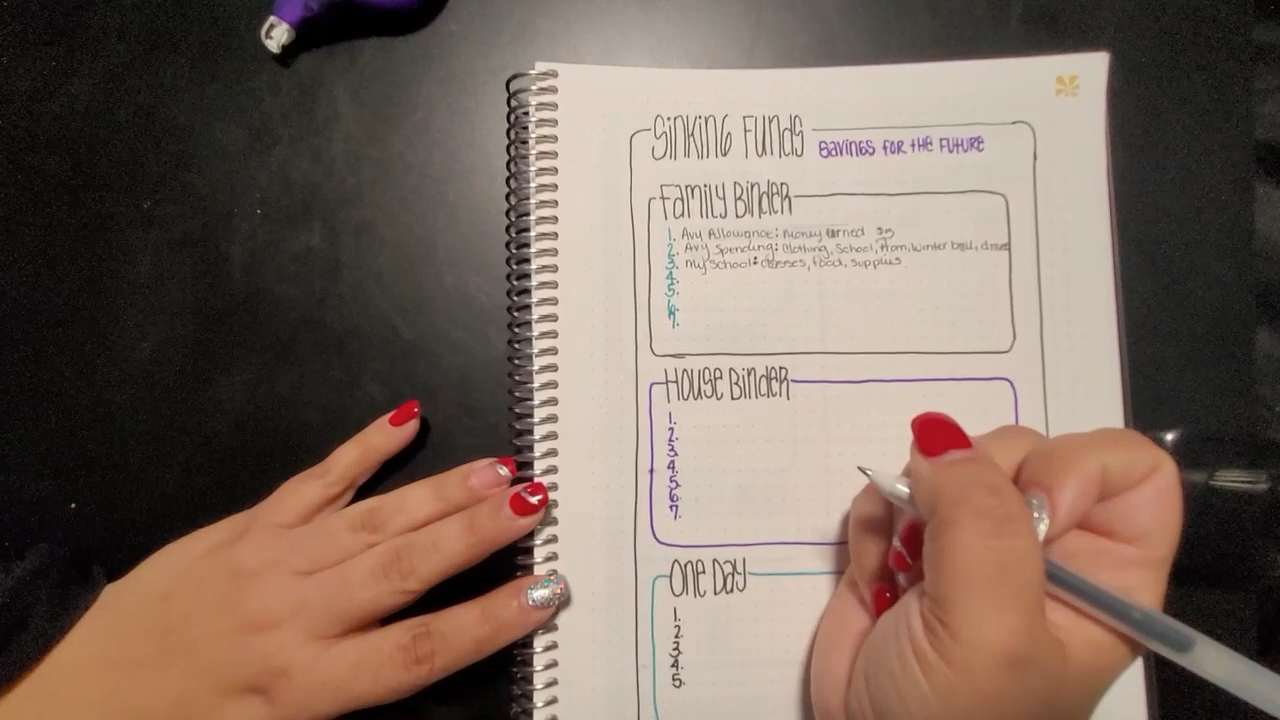 Sinking Funds
Savings for the Future
Family Binder
1. Avy Allowance: Money earned
2. Avy Spending: Clothing, School, Prom, Winter ball,
3. My School: classes, food, supplies
4.
5.
6.
7.
House Binder
1.
2.
3.
4.
5.
6.
7.
One Day
1.
2.
3.
4.
5.